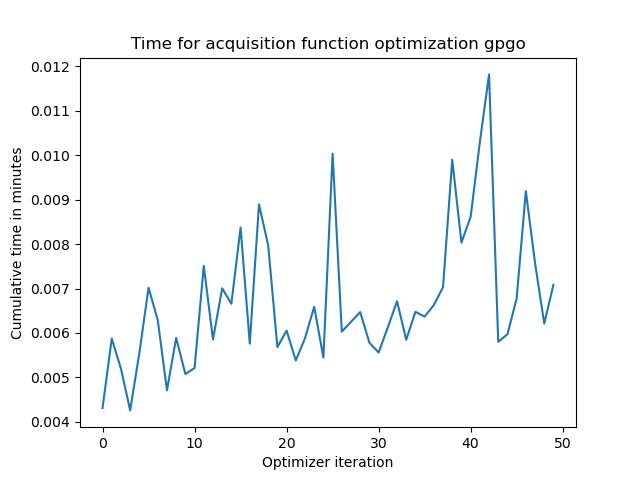 Time for acquisition function optimization gpgo
0.012
0.011
0.010
0.009
0.008
0.007
0.006
0.005
0.004
Cumulative time in minutes
0 10 20 30 40 50
Optimizer iteration